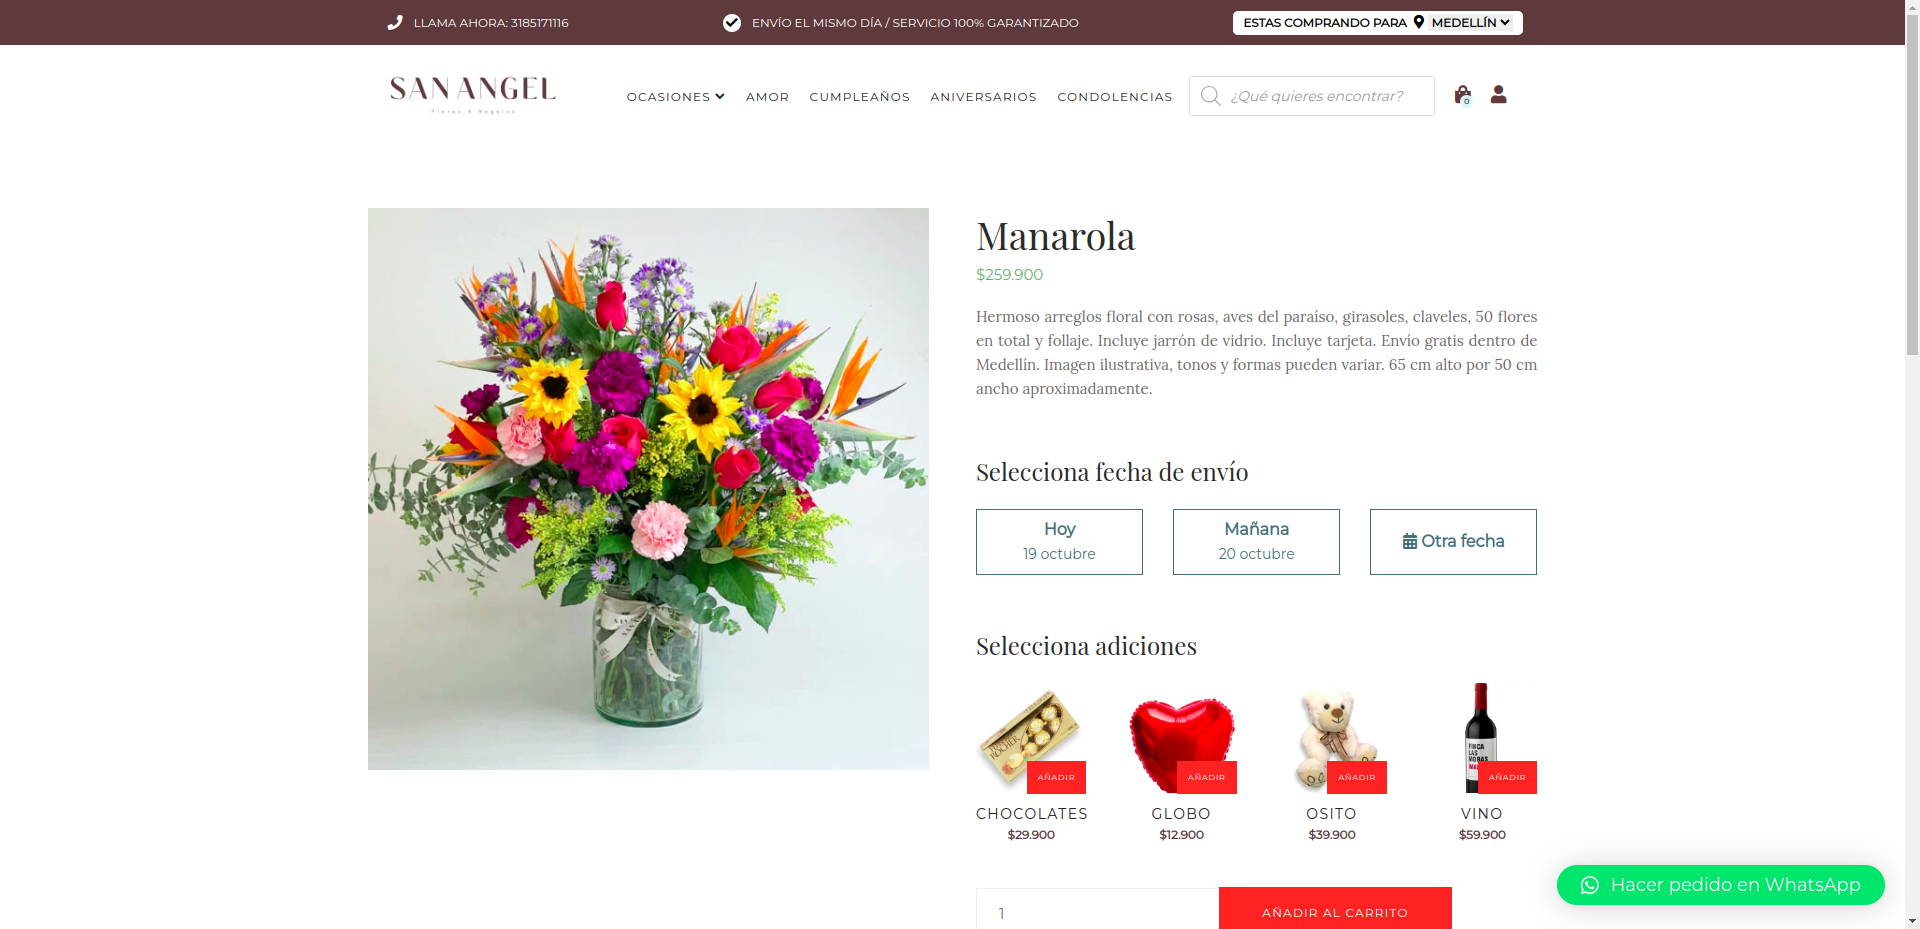 LLAMA AHORA: 3185171116
ENVÍO EL MISMO DÍA / SERVICIO 100% GARANTIZADO
ESTAS COMPRANDO PARA MEDELLÍN
SAN ANGEL
Flores & Regalos
OCASIONES
AMOR
CUMPLEAÑOS
ANIVERSARIOS
CONDOLENCIAS
¿Qué quieres encontrar?
0
Manarola
$259.900
Hermoso arreglos floral con rosas, aves del paraíso, girasoles, claveles, 50 flores
en total y follaje. Incluye jarrón de vidrio. Incluye tarjeta. Envío gratis dentro de
Medellín. Imagen ilustrativa, tonos y formas pueden variar. 65 cm alto por 50 cm
ancho aproximadamente.
Selecciona fecha de envío
Hoy
19 octubre
Mañana
20 octubre
Otra fecha
Selecciona adiciones
ROCHER
FINCA
LAS
MORAS
AÑADIR
AÑADIR
AÑADIR
AÑADIR
CHOCOLATES
$29.900
GLOBO
$12.900
OSITO
$39.900
VINO
$59.900
1
AÑADIR AL CARRITO
Hacer pedido en WhatsApp